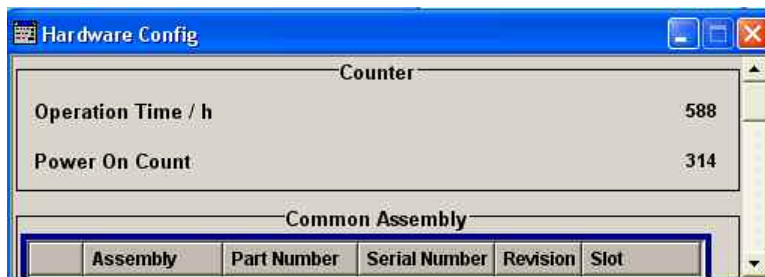 Hardware Config
Counter
Operation Time / h 588
Power On Count 314
Common Assembly
Assembly Part Number Serial Number Revision Slot